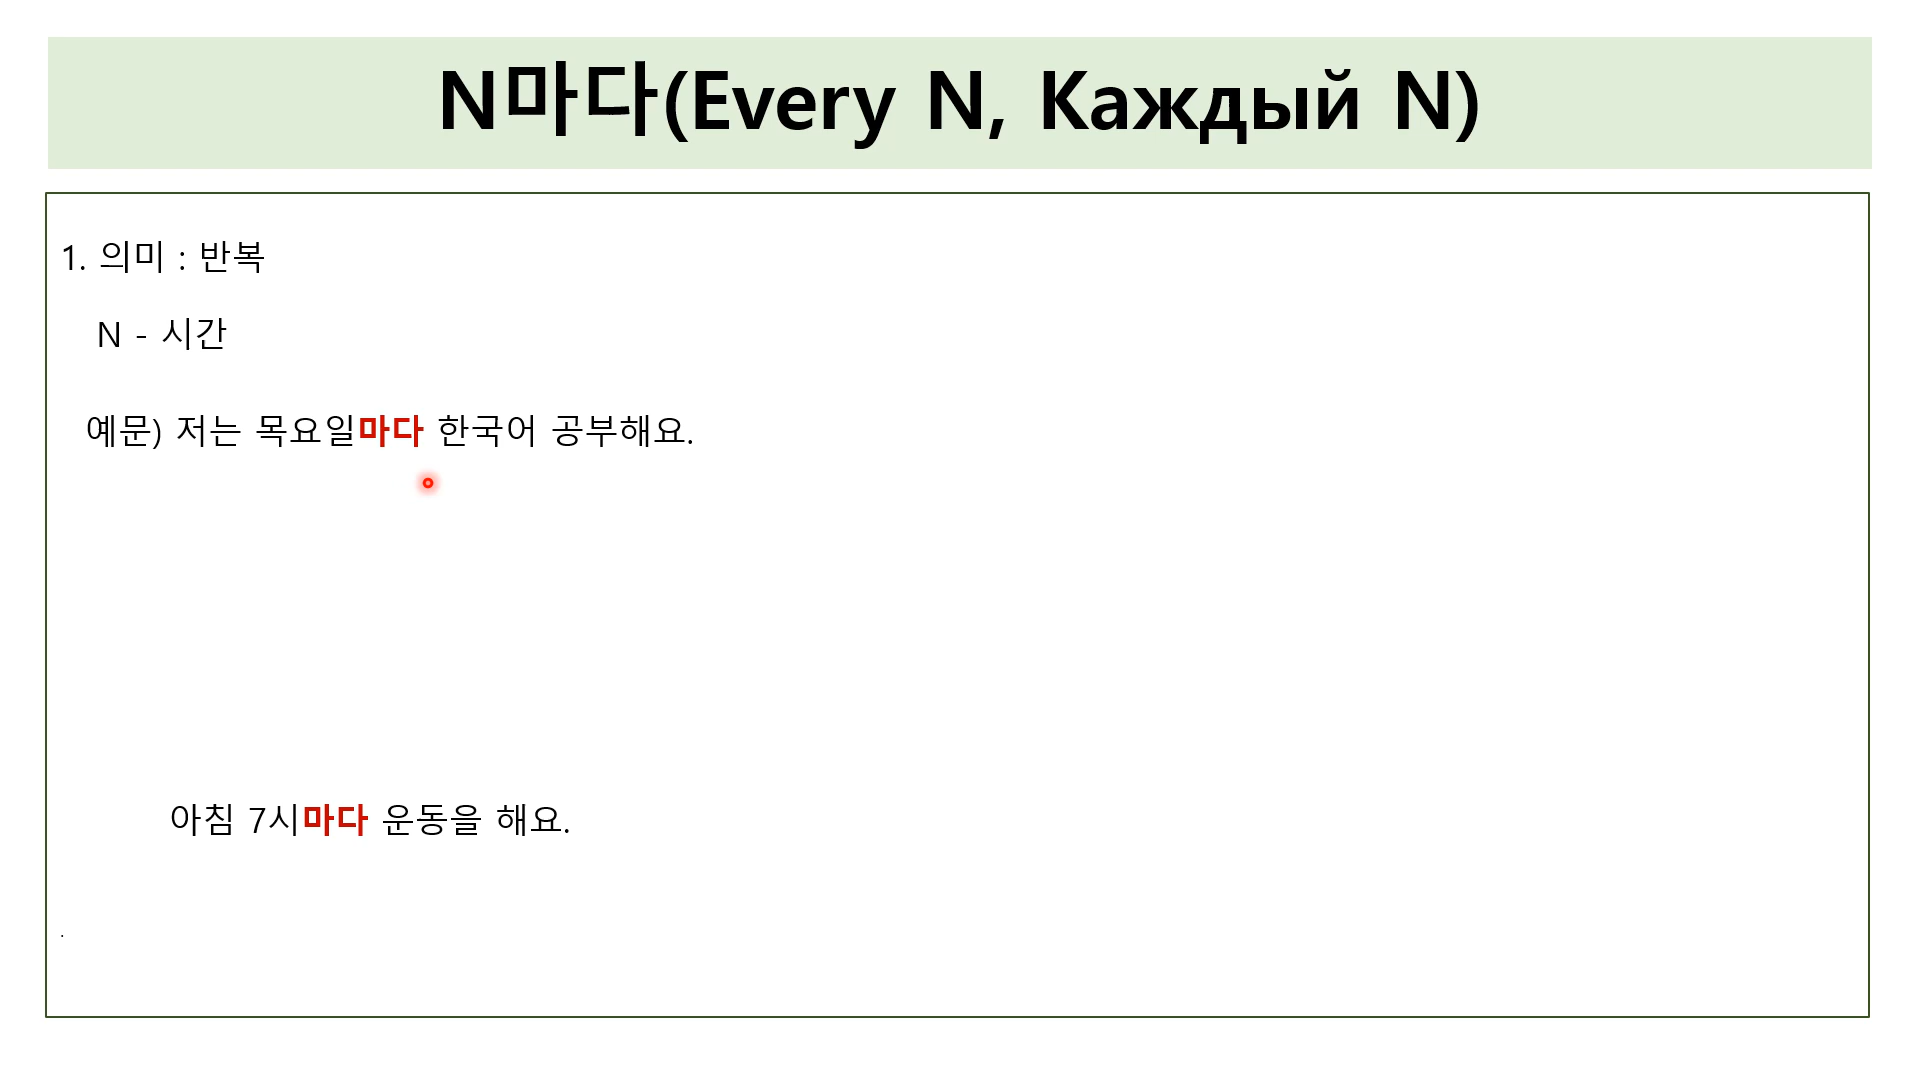 N마다(Every N, Каждый N)
1. 의미 : 반복
N - 시간
예문) 저는 목요일마다 한국어 공부해요.
아침 7시마다 운동을 해요.
.